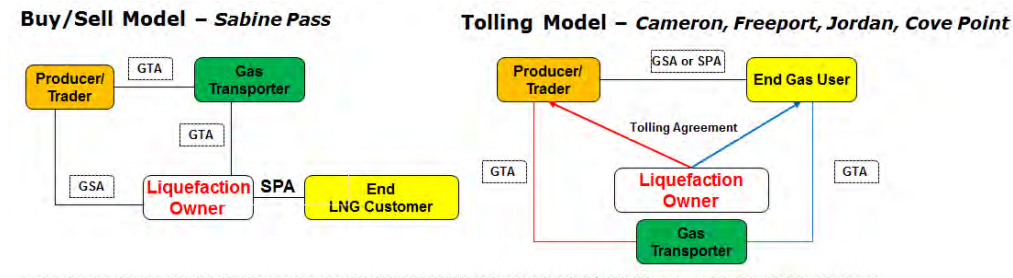 Buy/Sell Model – Sabine Pass
GTA
Producer/
Trader
Gas
Transporter
GTA
GSA
Liquefaction
Owner
SPA
End
LNG Customer
Tolling Model – Cameron, Freeport, Jordan, Cove Point
GSA or SPA
Producer/
Trader
End Gas User
Tolling Agreement
GTA
GTA
Liquefaction
Owner
Gas
Transporter